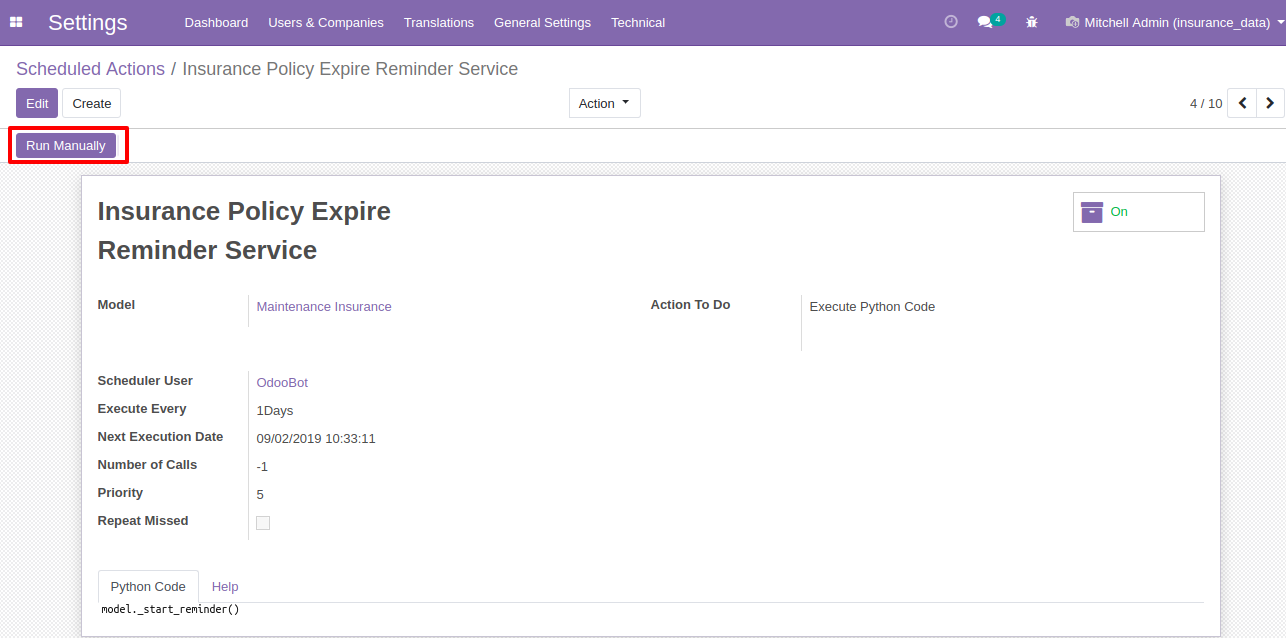 Settings Dashboard Users & Companies Translations General Settings Technical 4 Mitchell Admin (insurance_data)
Scheduled Actions / Insurance Policy Expire Reminder Service
Edit Create Action 4 / 10
Run Manually
Insurance Policy Expire
Reminder Service
On
Model Maintenance Insurance Action To Do Execute Python Code
Scheduler User OdooBot
Execute Every 1Days
Next Execution Date 09/02/2019 10:33:11
Number of Calls -1
Priority 5
Repeat Missed
Python Code Help
model._start_reminder()